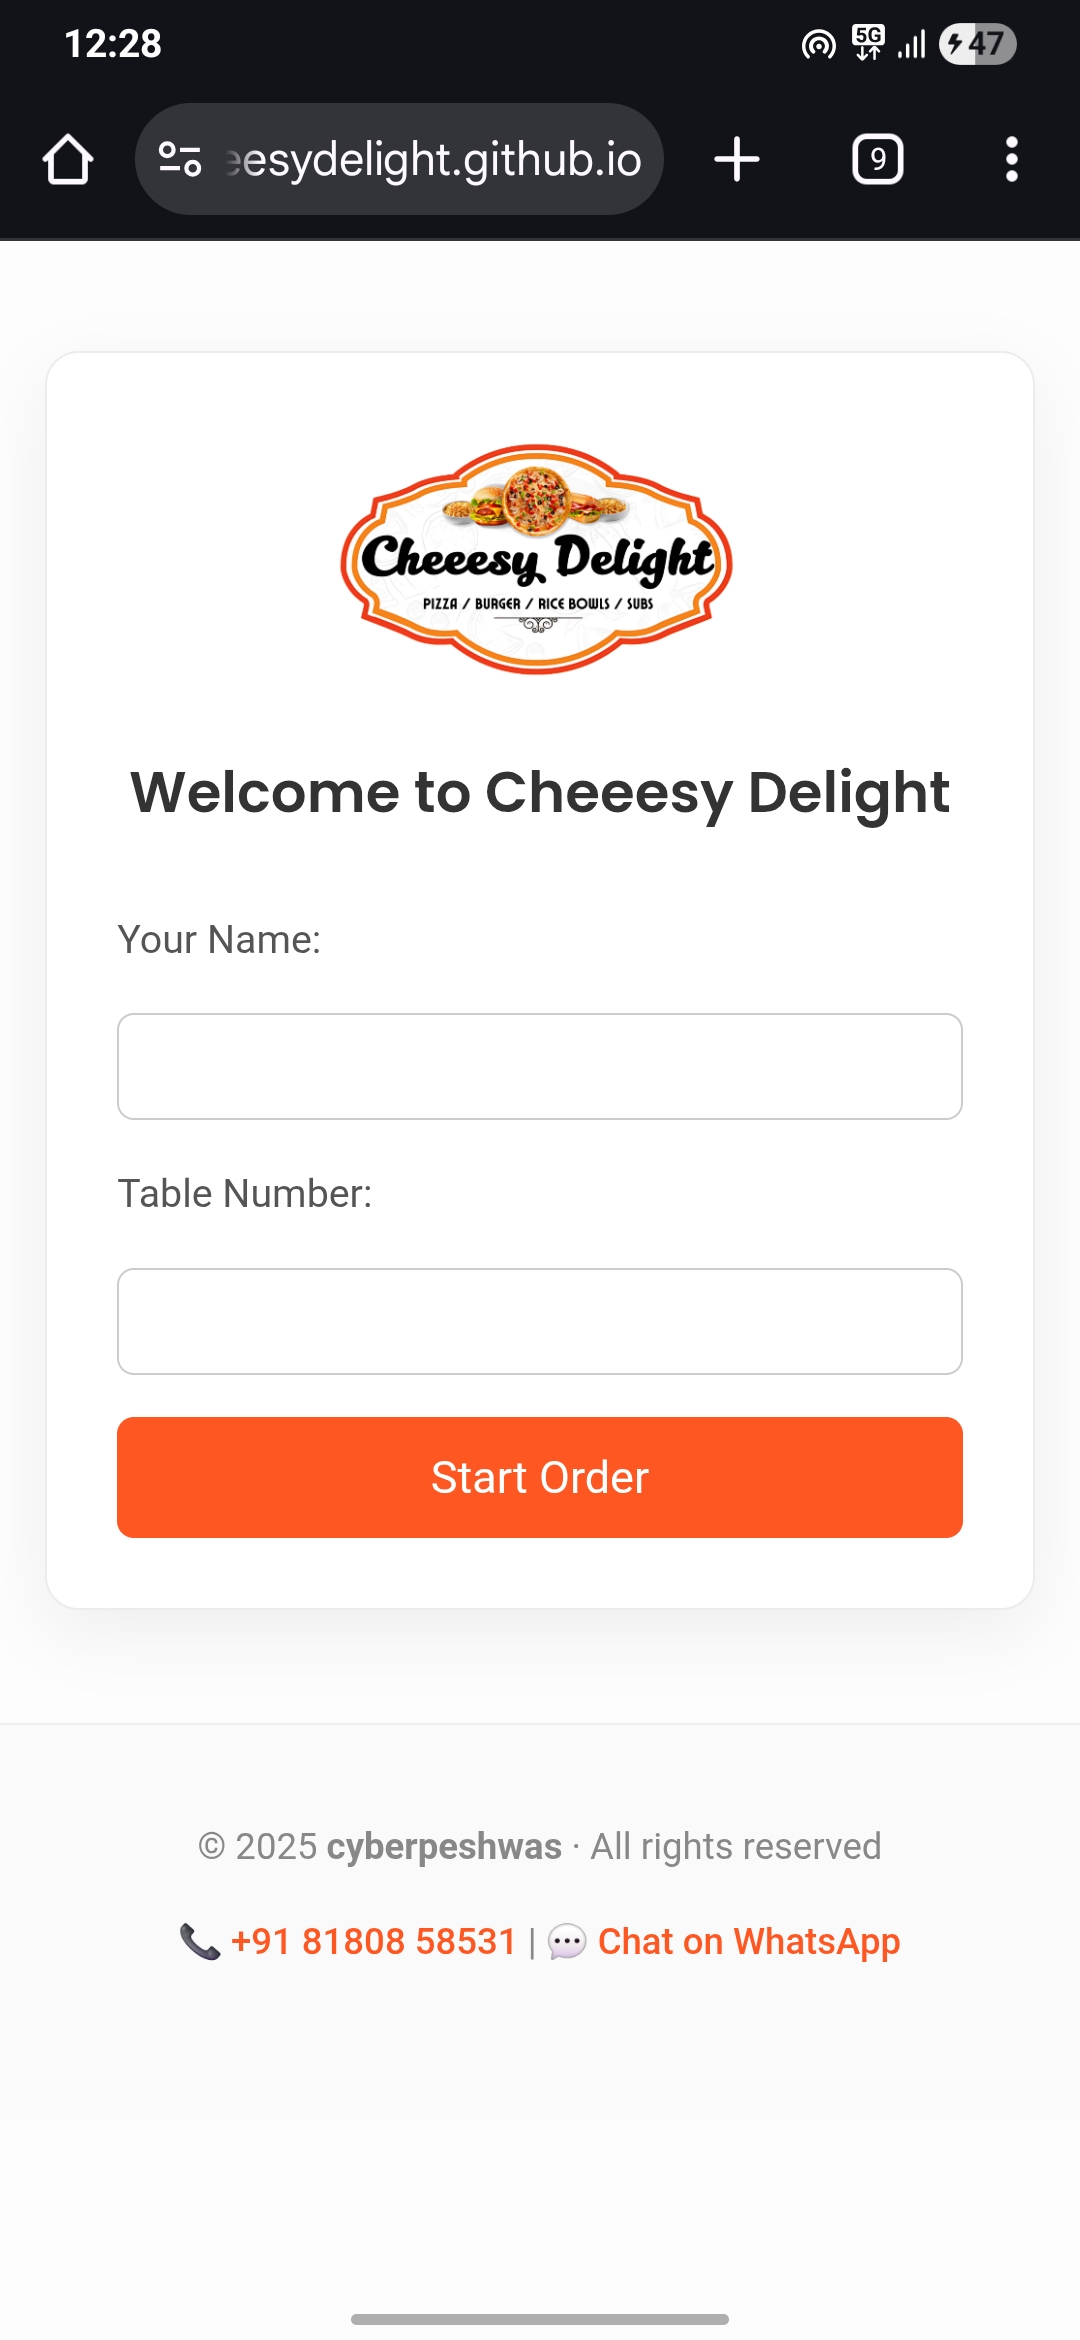 12:28
5G
47
eesydelight.github.io
9
Cheeesy Delight
PIZZA / BURGER / RICE BOWLS / SUBS
Welcome to Cheeesy Delight
Your Name:
Table Number:
Start Order
© 2025 cyberpeshwas · All rights reserved
📞 +91 81808 58531 | 💬 Chat on WhatsApp